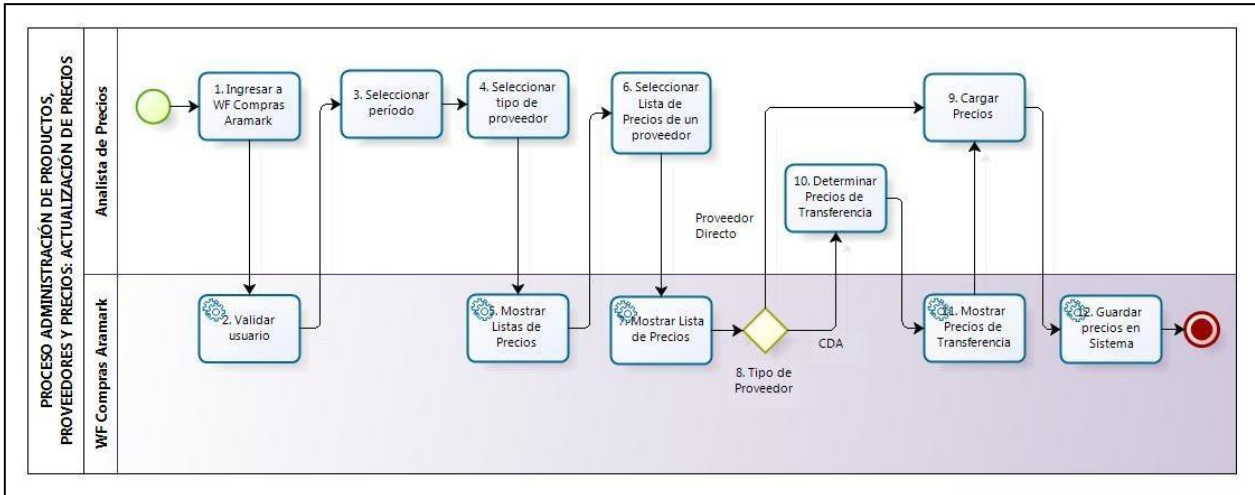 PROCESO ADMINISTRACIÓN DE PRODUCTOS,
PROVEEDORES Y PRECIOS: ACTUALIZACIÓN DE PRECIOS
Analista de Precios
1. Ingresar a
WF Compras
Aramark
3. Seleccionar
período
4. Seleccionar
tipo de
proveedor
6. Seleccionar
Lista de
Precios de un
proveedor
9. Cargar
Precios
10. Determinar
Precios de
Transferencia
Proveedor
Directo
WF Compras Aramark
2. Validar
usuario
5. Mostrar
Listas de
Precios
7. Mostrar Lista
de Precios
8. Tipo de
Proveedor
CDA
11. Mostrar
Precios de
Transferencia
12. Guardar
precios en
Sistema